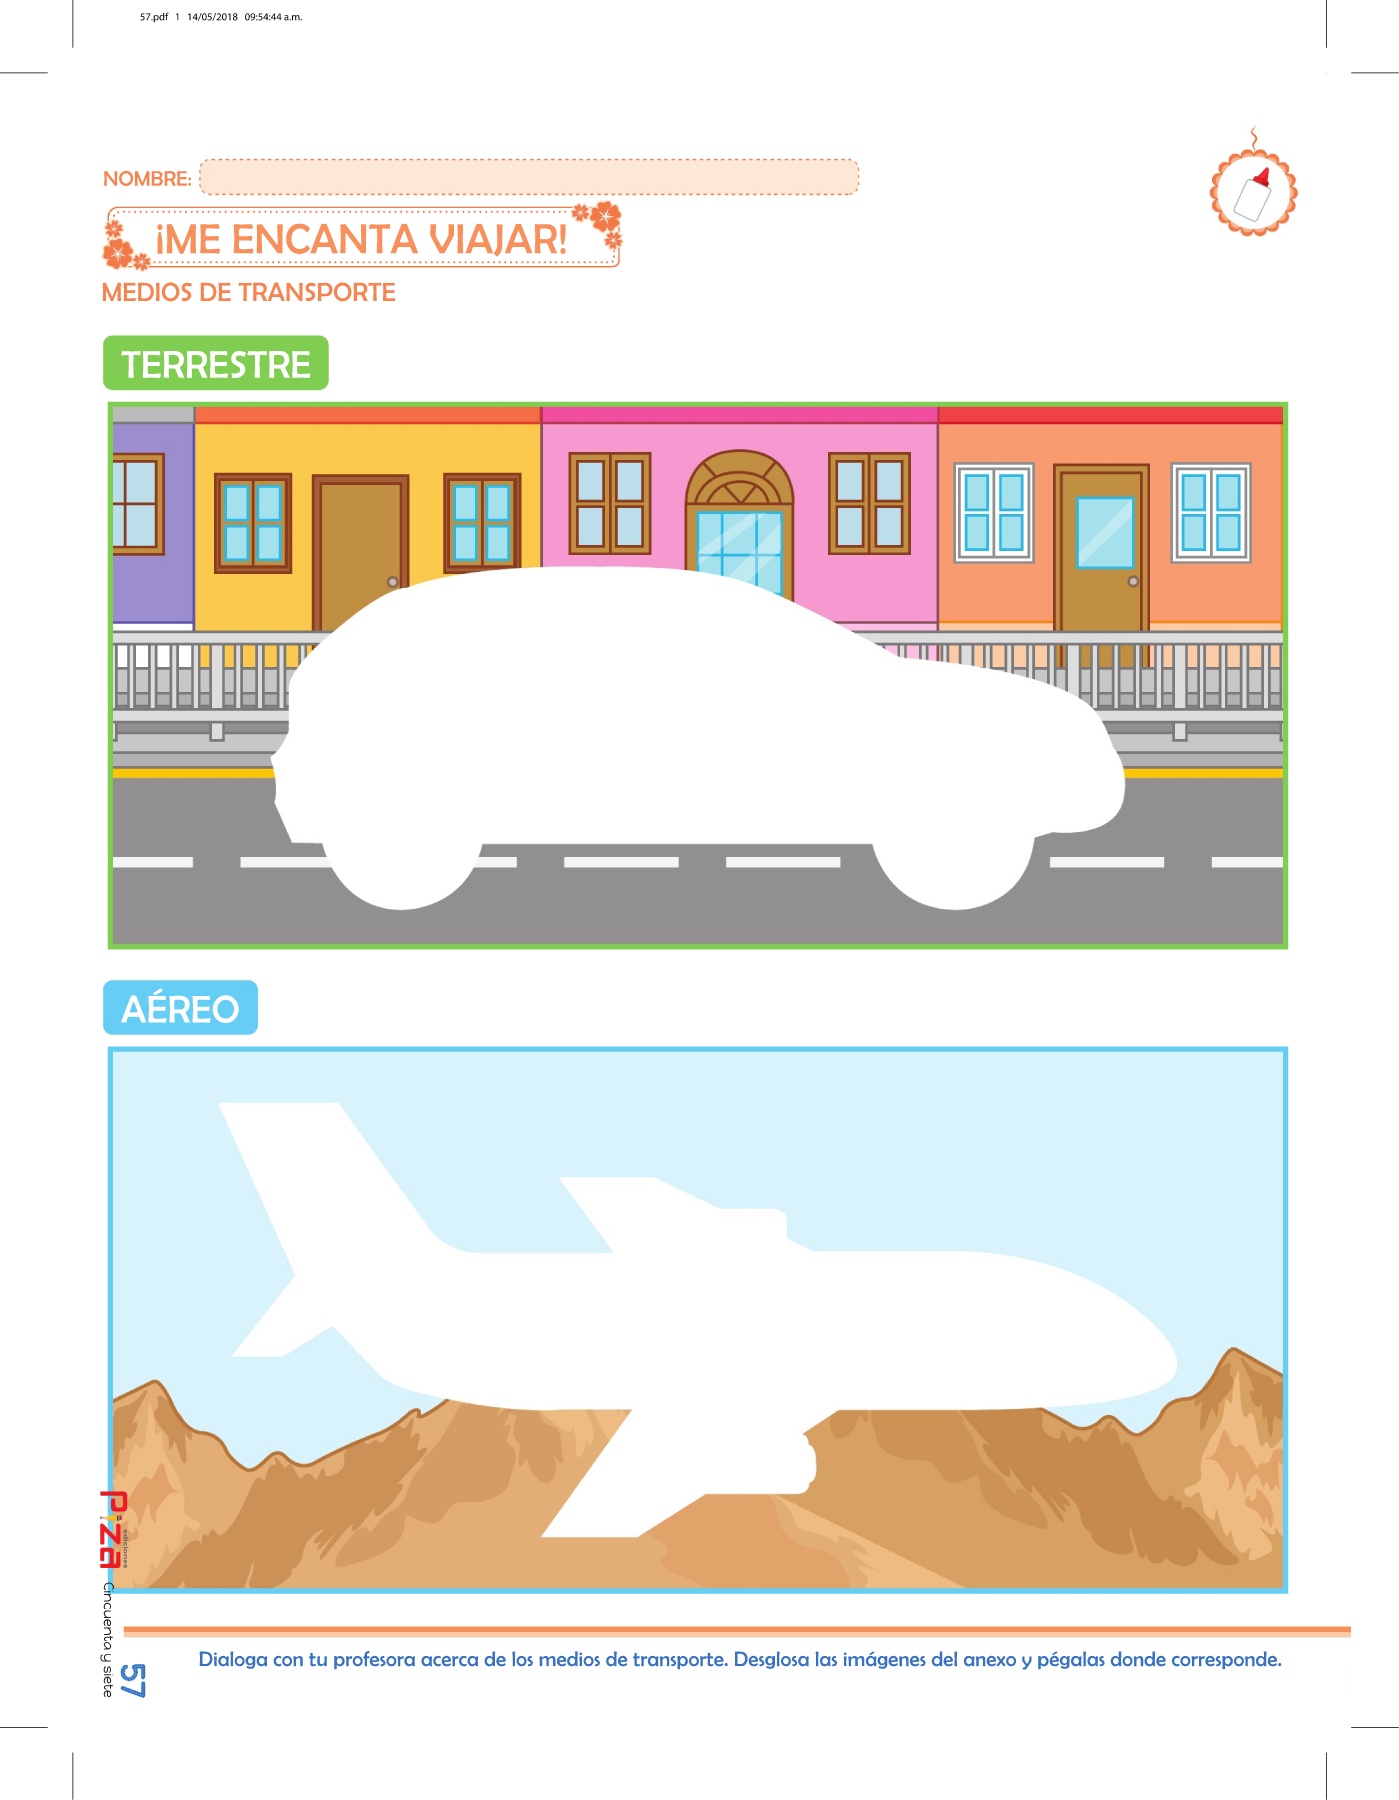 57.pdf 1 14/05/2018 09:54:44 a.m.
NOMBRE:
¡ME ENCANTA VIAJAR!
MEDIOS DE TRANSPORTE
TERRESTRE
AÉREO
piza
ediciones
Cincuenta y siete
57
Dialoga con tu profesora acerca de los medios de transporte. Desglosa las imágenes del anexo y pégalas donde corresponde.